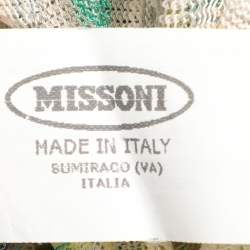 MISSONI
MADE IN ITALY
SUMIRAGO (VA)
ITALIA